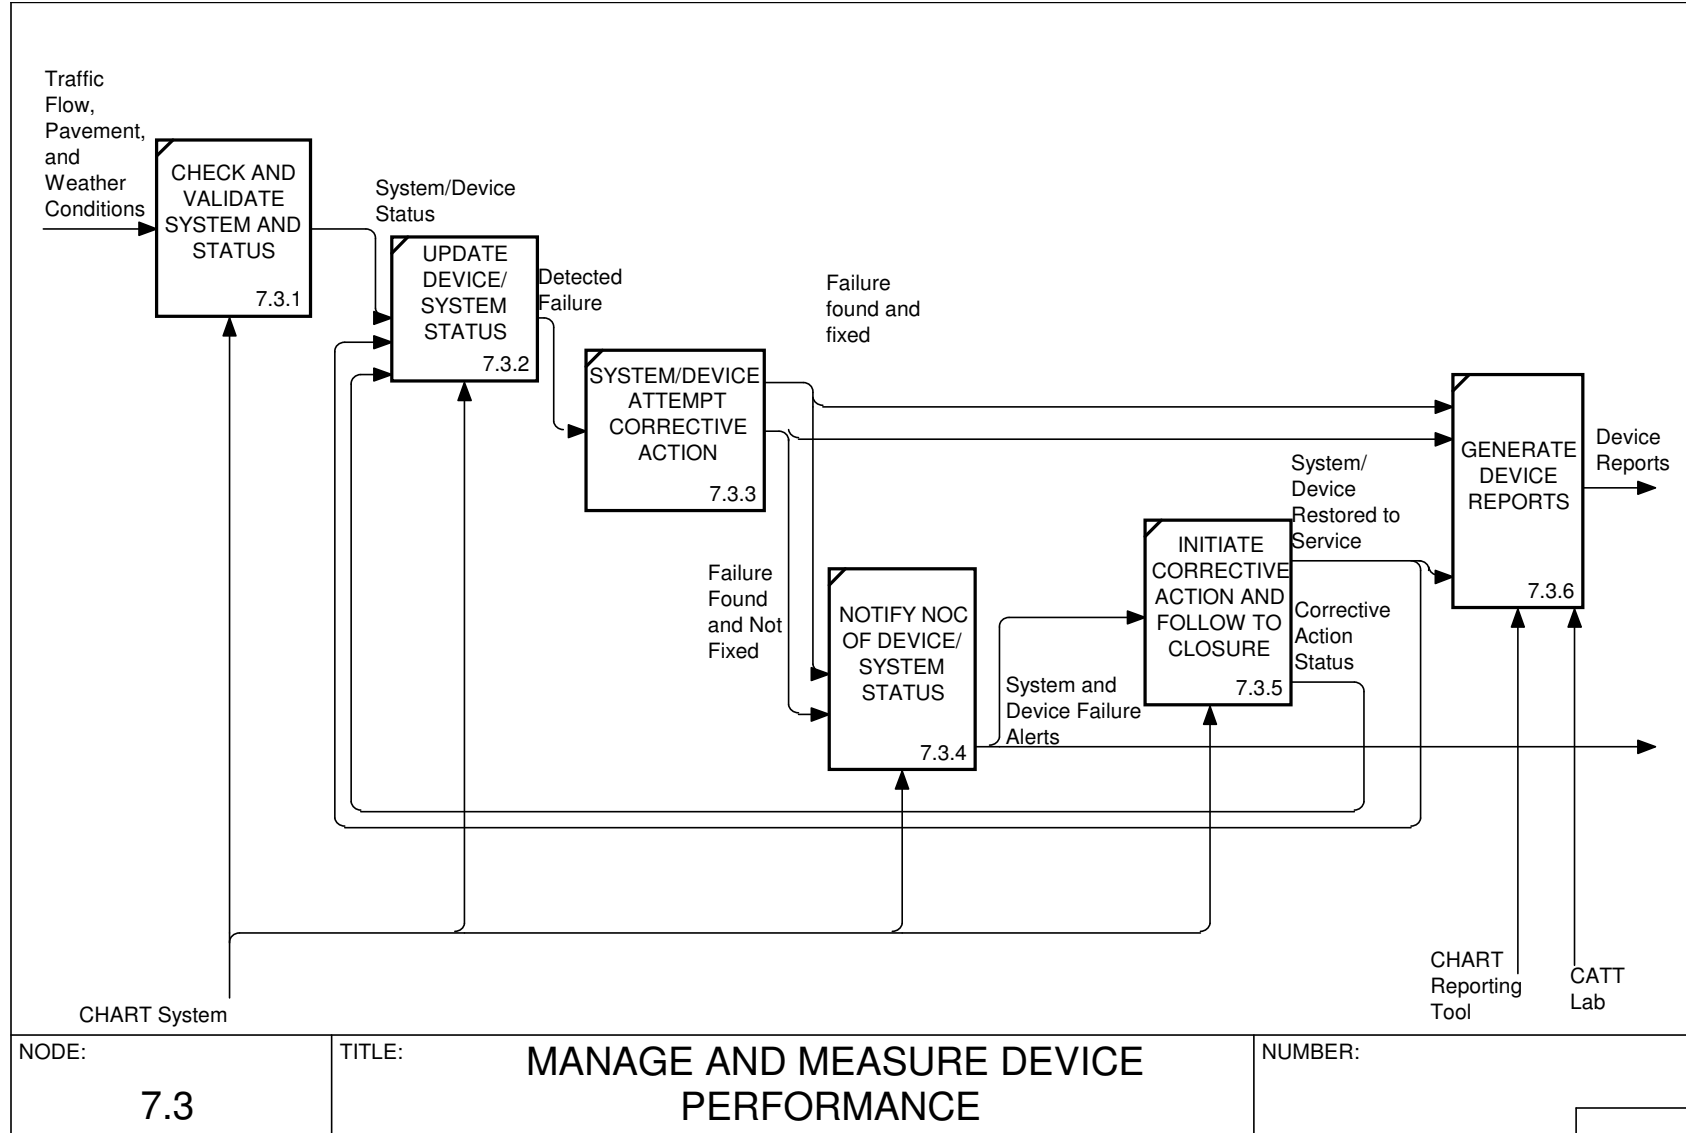 Traffic
Flow,
Pavement,
and
Weather
Conditions
CHECK AND
VALIDATE
SYSTEM AND
STATUS
7.3.1
System/Device
Status
UPDATE
DEVICE/
SYSTEM
STATUS
7.3.2
Detected
Failure
SYSTEM/DEVICE
ATTEMPT
CORRECTIVE
ACTION
7.3.3
Failure
found and
fixed
Failure
Found
and Not
Fixed
NOTIFY NOC
OF DEVICE/
SYSTEM
STATUS
7.3.4
System and
Device Failure
Alerts
INITIATE
CORRECTIVE
ACTION AND
FOLLOW TO
CLOSURE
7.3.5
System/
Device
Restored to
Service
Corrective
Action
Status
GENERATE
DEVICE
REPORTS
7.3.6
Device
Reports
CHART System
CHART
Reporting
Tool
CATT
Lab
NODE:
7.3
TITLE:
MANAGE AND MEASURE DEVICE
PERFORMANCE
NUMBER: